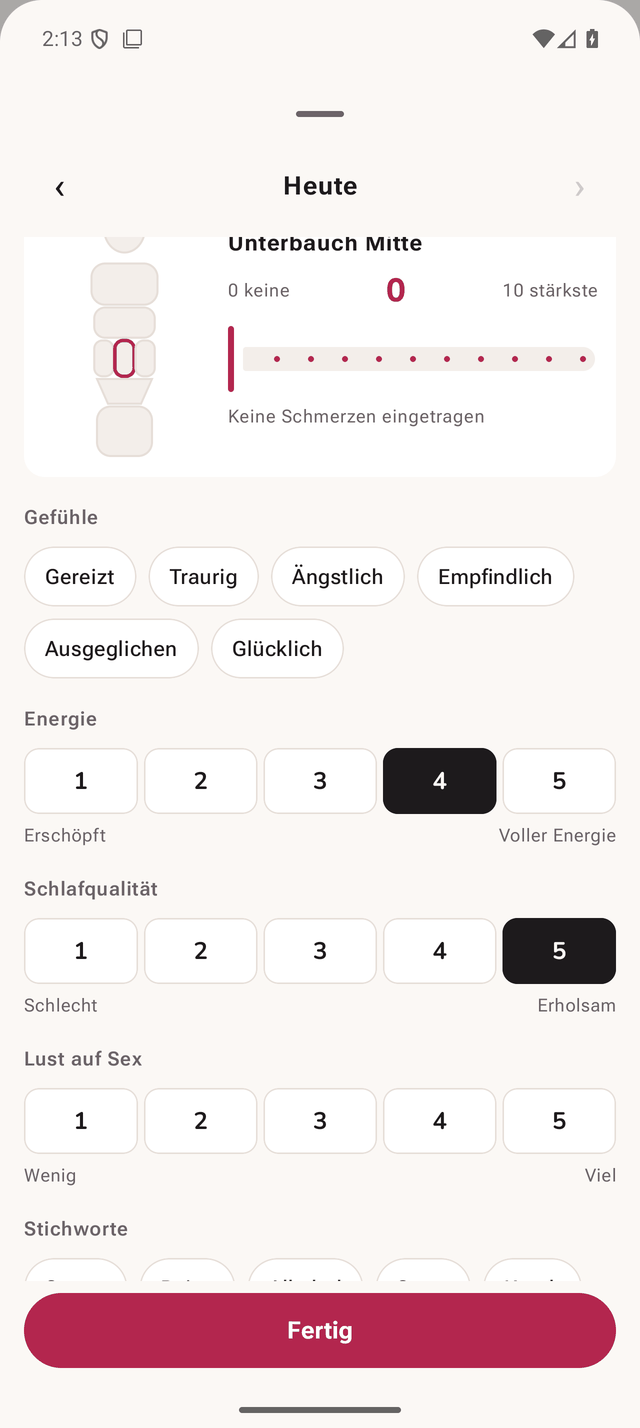 2:13
‹ Heute ›
Unterbauch Mitte
0 keine 0 10 stärkste
Keine Schmerzen eingetragen
Gefühle
Gereizt Traurig Ängstlich Empfindlich
Ausgeglichen Glücklich
Energie
1 2 3 4 5
Erschöpft Voller Energie
Schlafqualität
1 2 3 4 5
Schlecht Erholsam
Lust auf Sex
1 2 3 4 5
Wenig Viel
Stichworte
Fertig